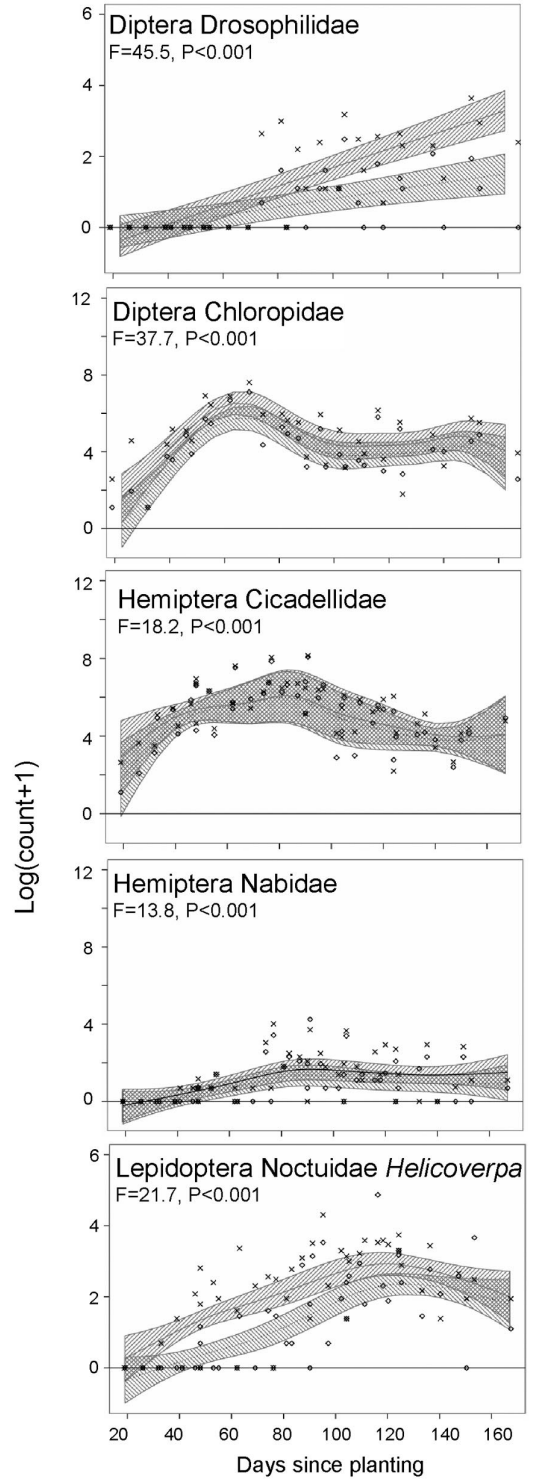 6
Diptera Drosophilidae
F=45.5, P<0.001
4
2
0
12
Diptera Chloropidae
F=37.7, P<0.001
8
4
0
12
Hemiptera Cicadellidae
F=18.2, P<0.001
8
4
0
Log(count+1)
12
Hemiptera Nabidae
F=13.8, P<0.001
8
4
0
6
Lepidoptera Noctuidae Helicoverpa
F=21.7, P<0.001
4
2
0
20 40 60 80 100 120 140 160
Days since planting